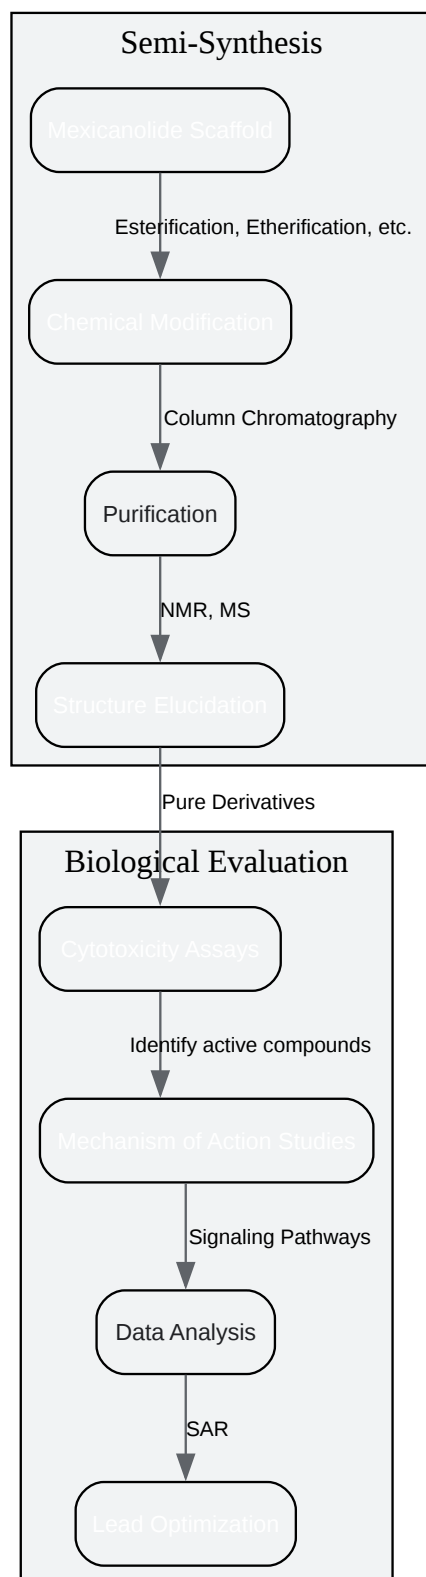 Semi-Synthesis
Mexicanolide Scaffold
Esterification, Etherification, etc.
Chemical Modification
Column Chromatography
Purification
NMR, MS
Structure Elucidation
Pure Derivatives
Biological Evaluation
Cytotoxicity Assays
Identify active compounds
Mechanism of Action Studies
Signaling Pathways
Data Analysis
SAR
Lead Optimization